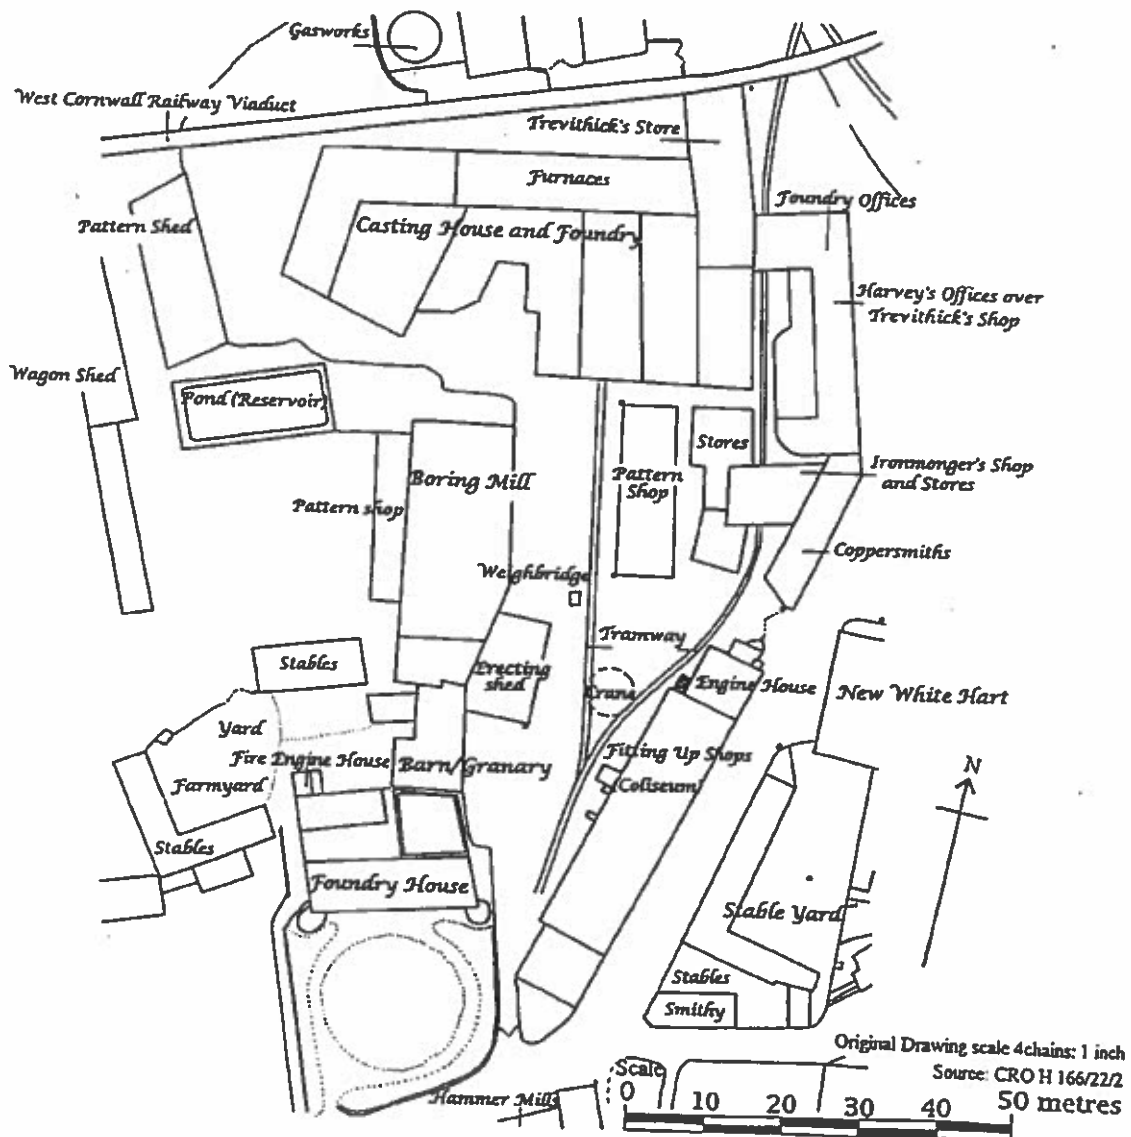 Gasworks
West Cornwall Railway Viaduct
Trevithick's Store
Furnaces
Foundry Offices
Pattern Shed
Casting House and Foundry
Harvey's Offices over
Trevithick's Shop
Wagon Shed
Pond (Reservoir)
Stores
Ironmonger's Shop
and Stores
Boring Mill
Pattern
Shop
Pattern shop
Coppersmiths
Weighbridge
Tramway
Stables
Erecting
shed
Crane
Engine House
New White Hart
Yard
Fire Engine House
Barn/Granary
Fitting Up Shops
N
Farmyard
Coliseum
Stables
Foundry House
Stable Yard
Stables
Smithy
Original Drawing scale 4chains: 1 inch
Source: CRO H 166/22/2
Scale
Hammer Mill
0 10 20 30 40 50 metres